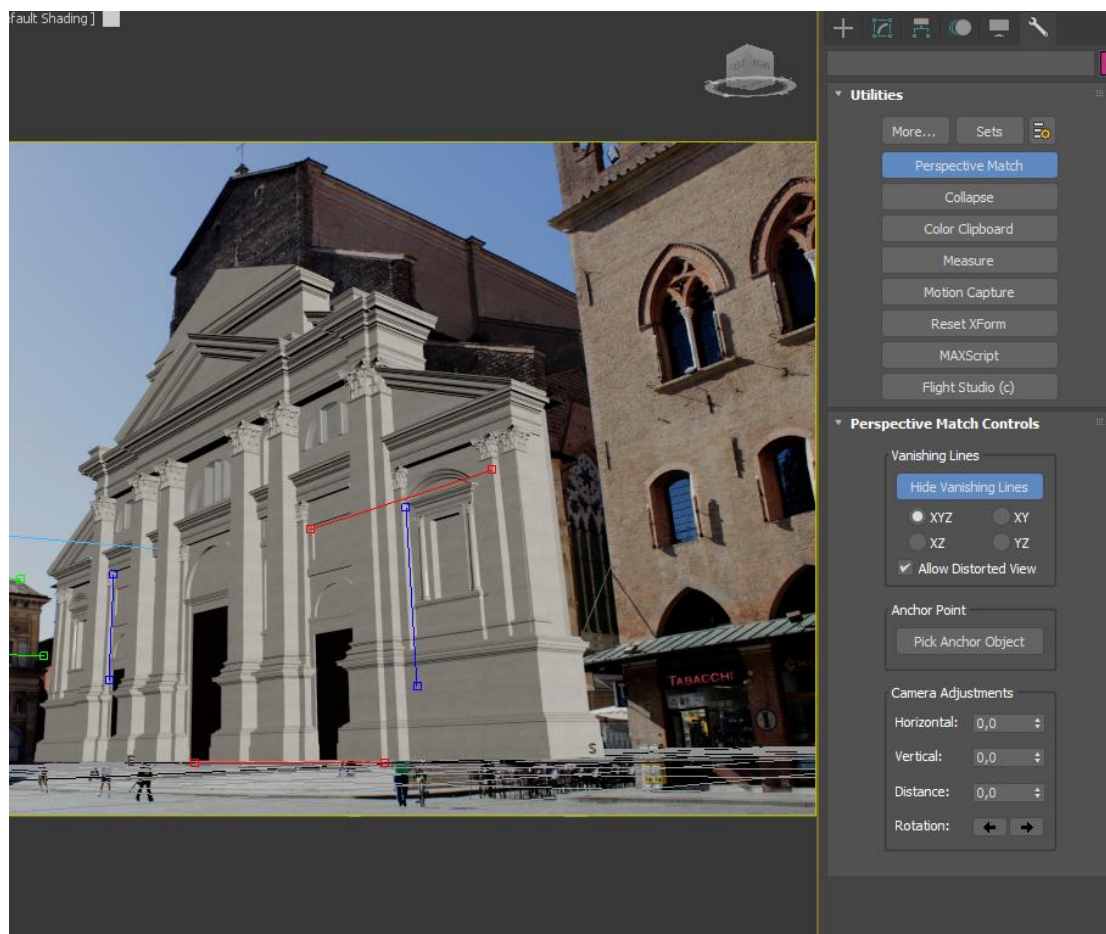 efault Shading ]
Utilities
More...
Sets
Perspective Match
Collapse
Color Clipboard
Measure
Motion Capture
Reset XForm
MAXScript
Flight Studio (c)
Perspective Match Controls
Vanishing Lines
Hide Vanishing Lines
XYZ
XY
XZ
YZ
Allow Distorted View
Anchor Point
Pick Anchor Object
Camera Adjustments
Horizontal: 0,0
Vertical: 0,0
Distance: 0,0
Rotation:
TABACCHI
E
S